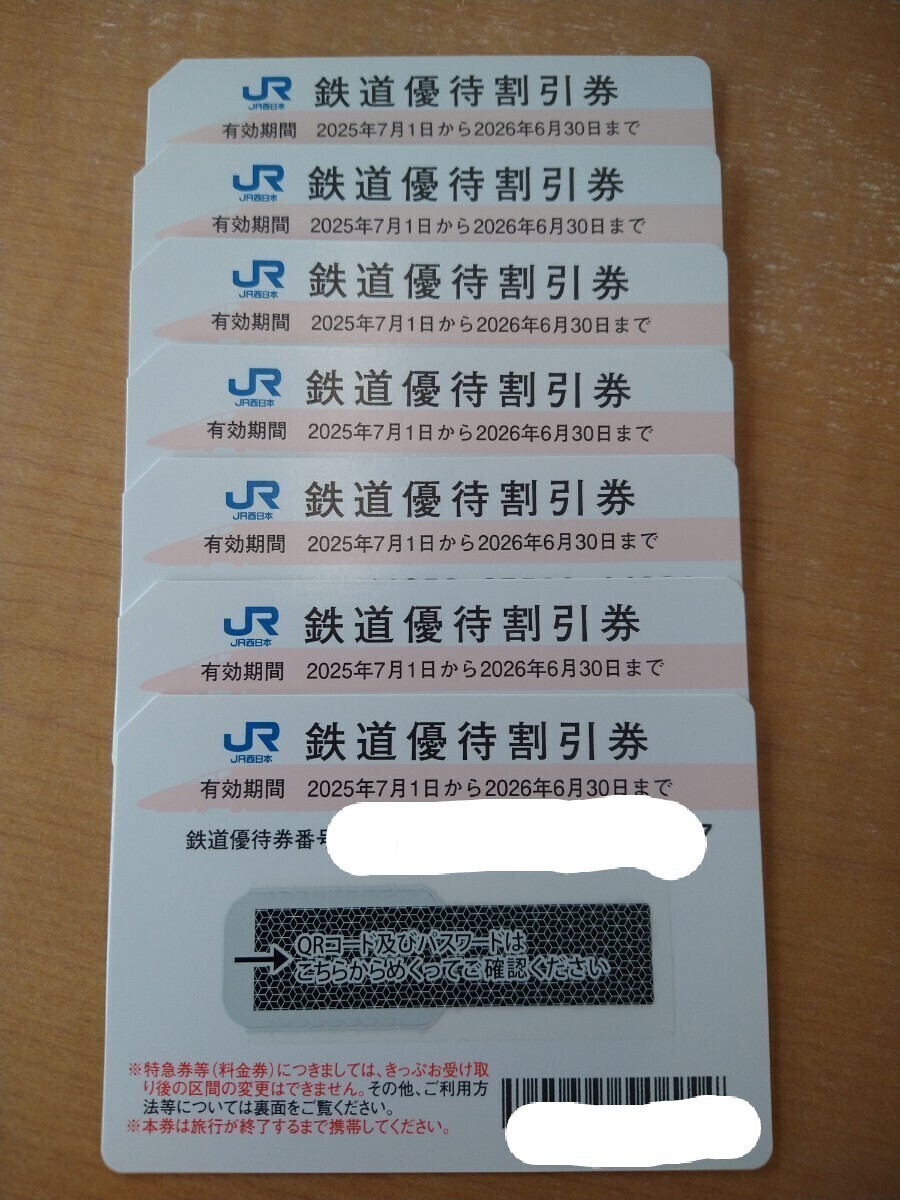 JR 鉄道優待割引券
JR西日本
有効期間 2025年7月1日から2026年6月30日まで
JR 鉄道優待割引券
JR西日本
有効期間 2025年7月1日から2026年6月30日まで
JR 鉄道優待割引券
JR西日本
有効期間 2025年7月1日から2026年6月30日まで
JR 鉄道優待割引券
JR西日本
有効期間 2025年7月1日から2026年6月30日まで
JR 鉄道優待割引券
JR西日本
有効期間 2025年7月1日から2026年6月30日まで
JR 鉄道優待割引券
JR西日本
有効期間 2025年7月1日から2026年6月30日まで
JR 鉄道優待割引券
JR西日本
有効期間 2025年7月1日から2026年6月30日まで
鉄道優待券番号
QRコード及びパスワードは
こちらからめくってご確認ください
※特急券等(料金券)につきましては、きっぷお受け取
り後の区間の変更はできません。その他、ご利用方
法等については裏面をご覧ください。
※本券は旅行が終了するまで携帯してください。